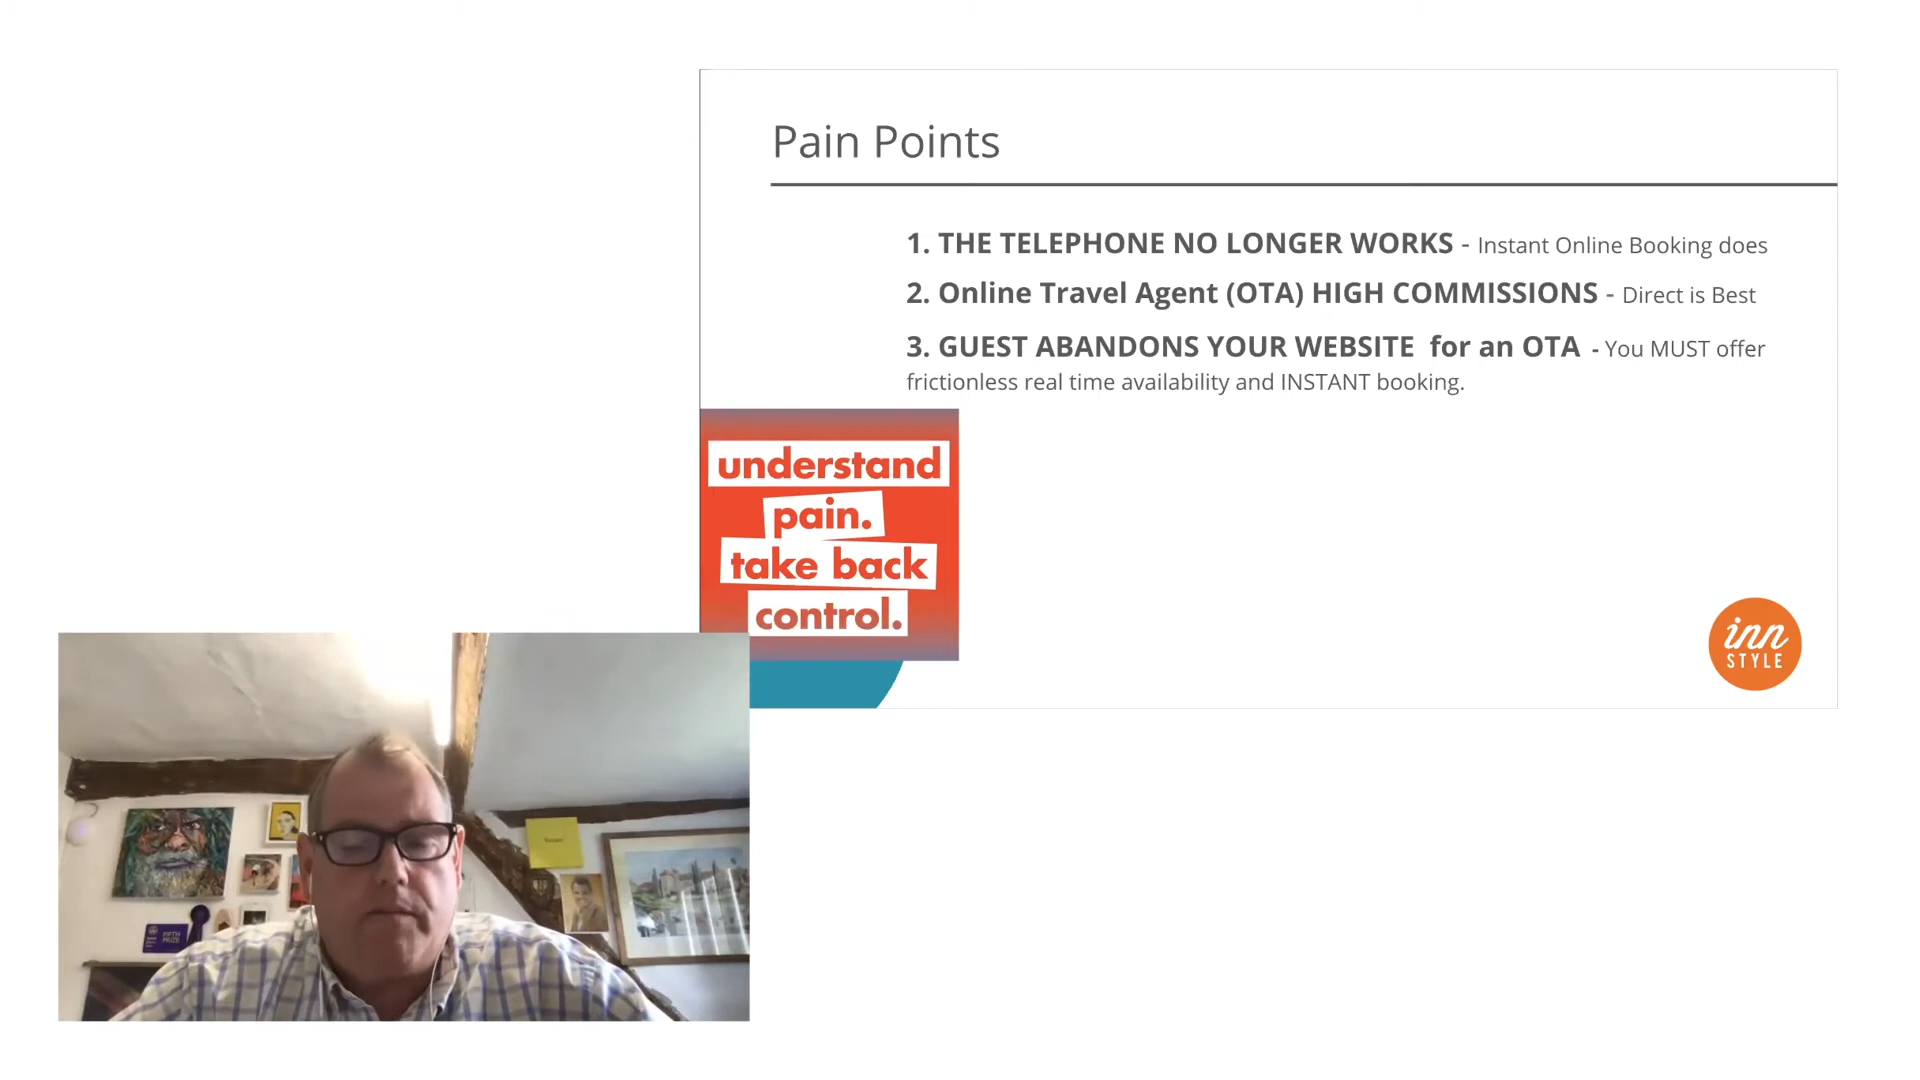 Pain Points
1. THE TELEPHONE NO LONGER WORKS - Instant Online Booking does
2. Online Travel Agent (OTA) HIGH COMMISSIONS - Direct is Best
3. GUEST ABANDONS YOUR WEBSITE for an OTA - You MUST offer
frictionless real time availability and INSTANT booking.
understand
pain.
take back
control.
inn
STYLE
FIFTH
PRIZE